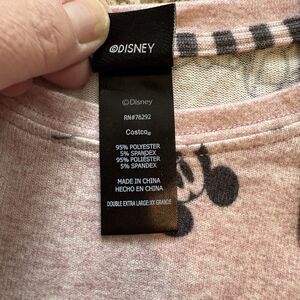 ©DISNEY
©Disney
RN#76292
Costco®
95% POLYESTER
5% SPANDEX
95% POLIÉSTER
5% SPANDEX
MADE IN CHINA
HECHO EN CHINA
DOUBLE EXTRA LARGE/XX GRANDE